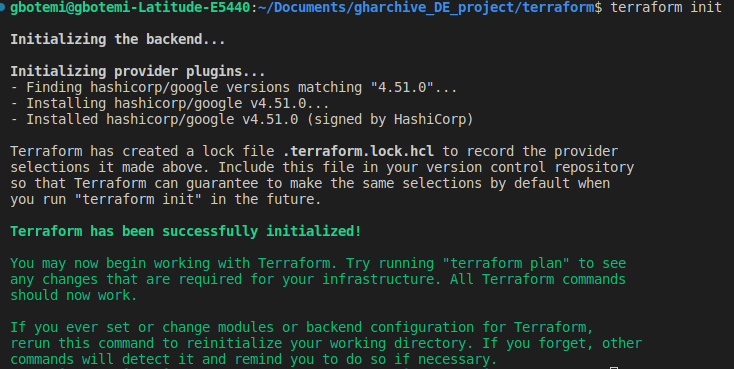 gbotemi@gbotemi-Latitude-E5440:~/Documents/gharchive_DE_project/terraform$ terraform init
Initializing the backend...
Initializing provider plugins...
- Finding hashicorp/google versions matching "4.51.0"...
- Installing hashicorp/google v4.51.0...
- Installed hashicorp/google v4.51.0 (signed by HashiCorp)
Terraform has created a lock file .terraform.lock.hcl to record the provider
selections it made above. Include this file in your version control repository
so that Terraform can guarantee to make the same selections by default when
you run "terraform init" in the future.
Terraform has been successfully initialized!
You may now begin working with Terraform. Try running "terraform plan" to see
any changes that are required for your infrastructure. All Terraform commands
should now work.
If you ever set or change modules or backend configuration for Terraform,
rerun this command to reinitialize your working directory. If you forget, other
commands will detect it and remind you to do so if necessary.